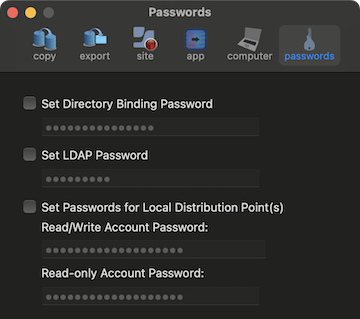 Passwords
copy
export
site
app
computer
passwords
Set Directory Binding Password
Set LDAP Password
Set Passwords for Local Distribution Point(s)
Read/Write Account Password:
Read-only Account Password: